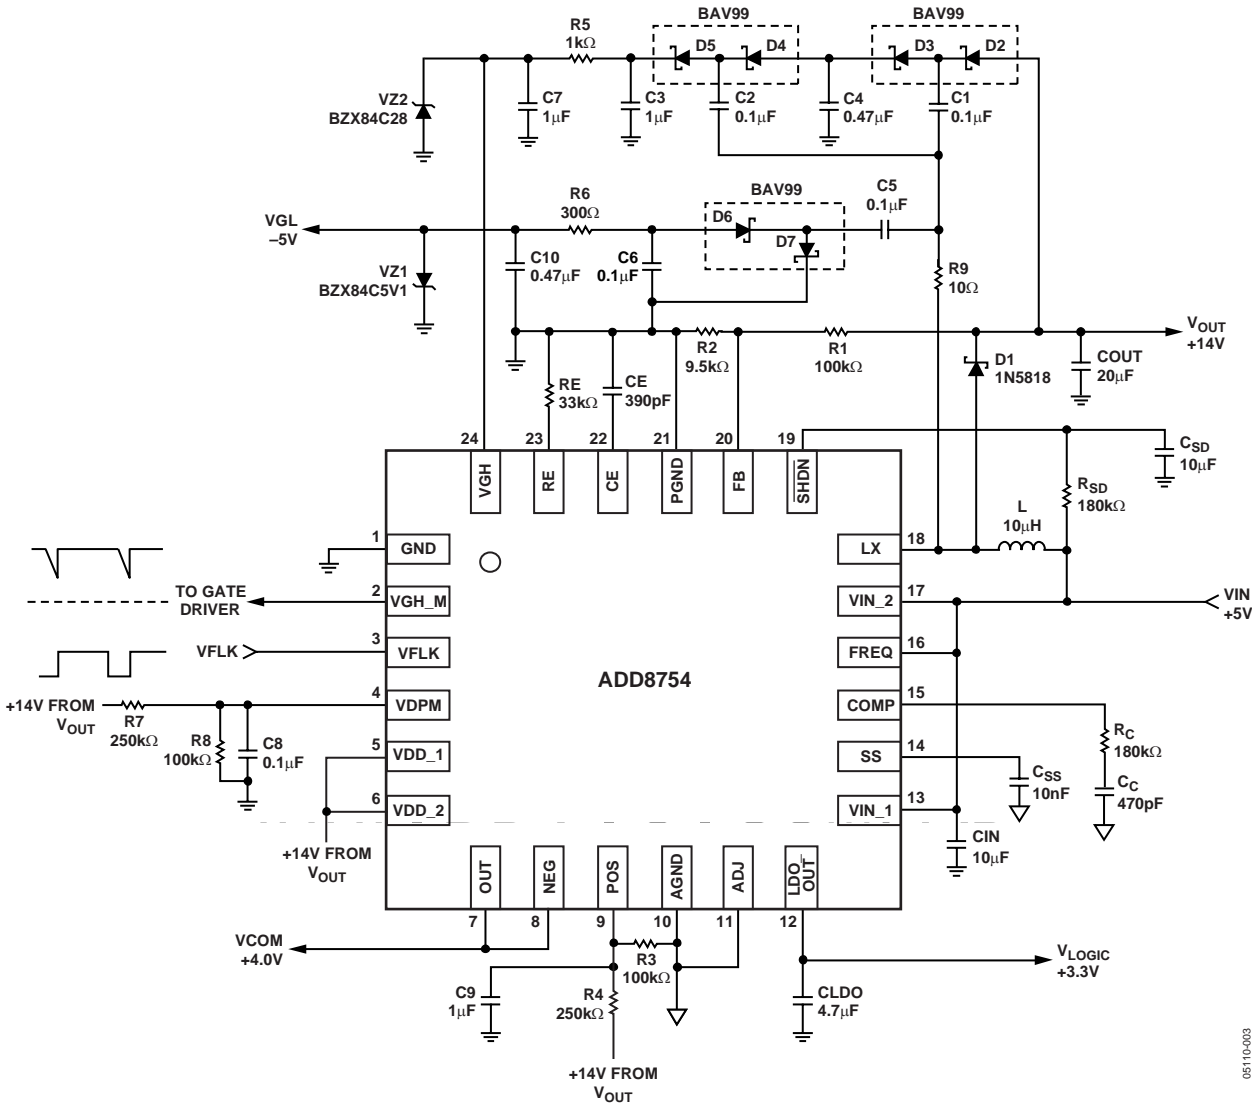 BAV99
BAV99
R5
1kΩ
D5
D4
D3
D2
VZ2
BZX84C28
C7
1μF
C3
1μF
C2
0.1μF
C4
0.47μF
C1
0.1μF
BAV99
R6
300Ω
C5
0.1μF
VGL
–5V
D6
D7
VZ1
BZX84C5V1
C10
0.47μF
C6
0.1μF
R9
10Ω
R2
9.5kΩ
R1
100kΩ
D1
1N5818
COUT
20μF
VOUT
+14V
RE
33kΩ
CE
390pF
24
23
22
21
20
19
VGH
RE
CE
PGND
FB
SHDN
CSD
10μF
RSD
180kΩ
L
10μH
1
GND
18
LX
TO GATE
DRIVER
2
VGH_M
17
VIN_2
VIN
+5V
VFLK
3
VFLK
16
FREQ
ADD8754
+14V FROM
VOUT
R7
250kΩ
R8
100kΩ
C8
0.1μF
4
VDPM
15
COMP
RC
180kΩ
CC
470pF
5
VDD_1
14
SS
CSS
10nF
6
VDD_2
13
VIN_1
CIN
10μF
+14V FROM
VOUT
OUT
NEG
POS
AGND
ADJ
LDO_
OUT
7
8
9
10
11
12
VCOM
+4.0V
R3
100kΩ
VLOGIC
+3.3V
C9
1μF
R4
250kΩ
CLDO
4.7μF
+14V FROM
VOUT
05110-003